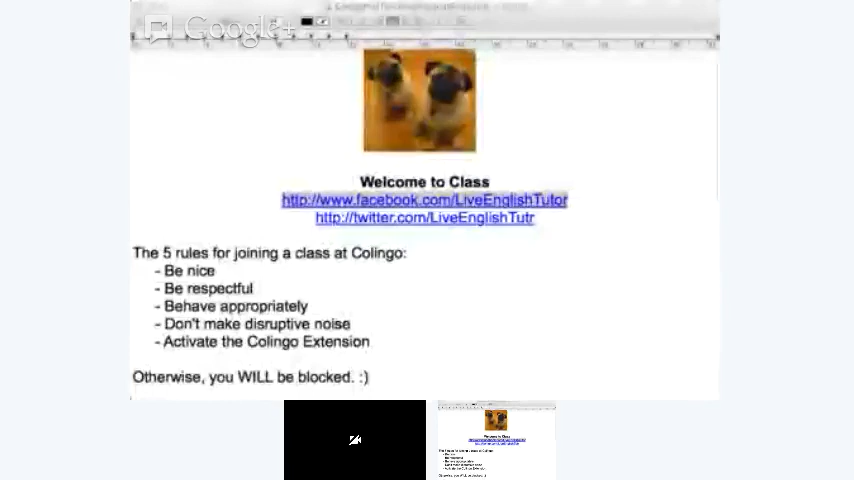 Google+
Welcome to Class
http://www.facebook.com/LiveEnglishTutor
http://twitter.com/LiveEnglishTutr
The 5 rules for joining a class at Colingo:
- Be nice
- Be respectful
- Behave appropriately
- Don't make disruptive noise
- Activate the Colingo Extension
Otherwise, you WILL be blocked. :)